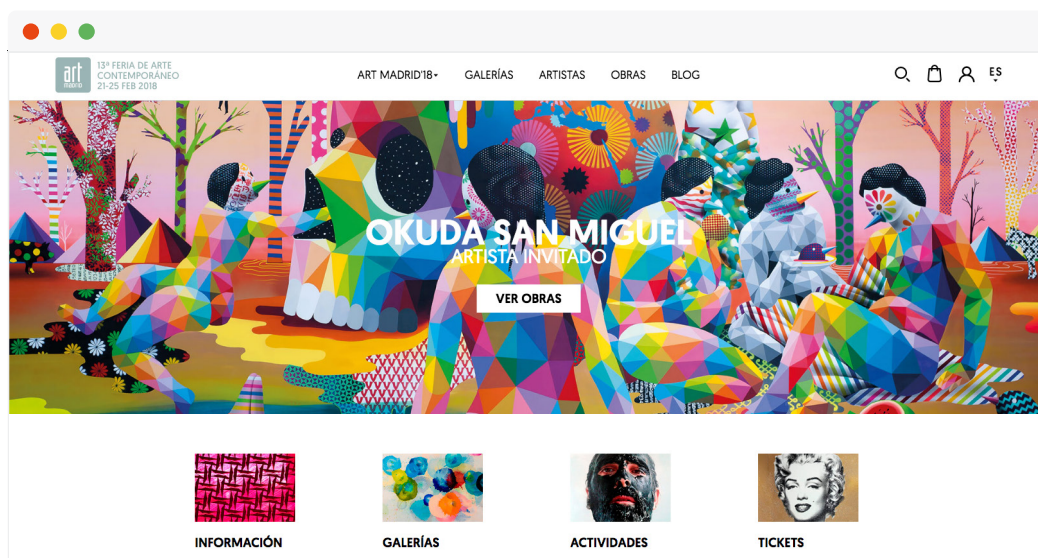 art
madrid
13ª FERIA DE ARTE
CONTEMPORÁNEO
21-25 FEB 2018
ART MADRID'18
GALERÍAS
ARTISTAS
OBRAS
BLOG
ES
OKUDA SAN MIGUEL
ARTISTA INVITADO
VER OBRAS
INFORMACIÓN
GALERÍAS
ACTIVIDADES
TICKETS